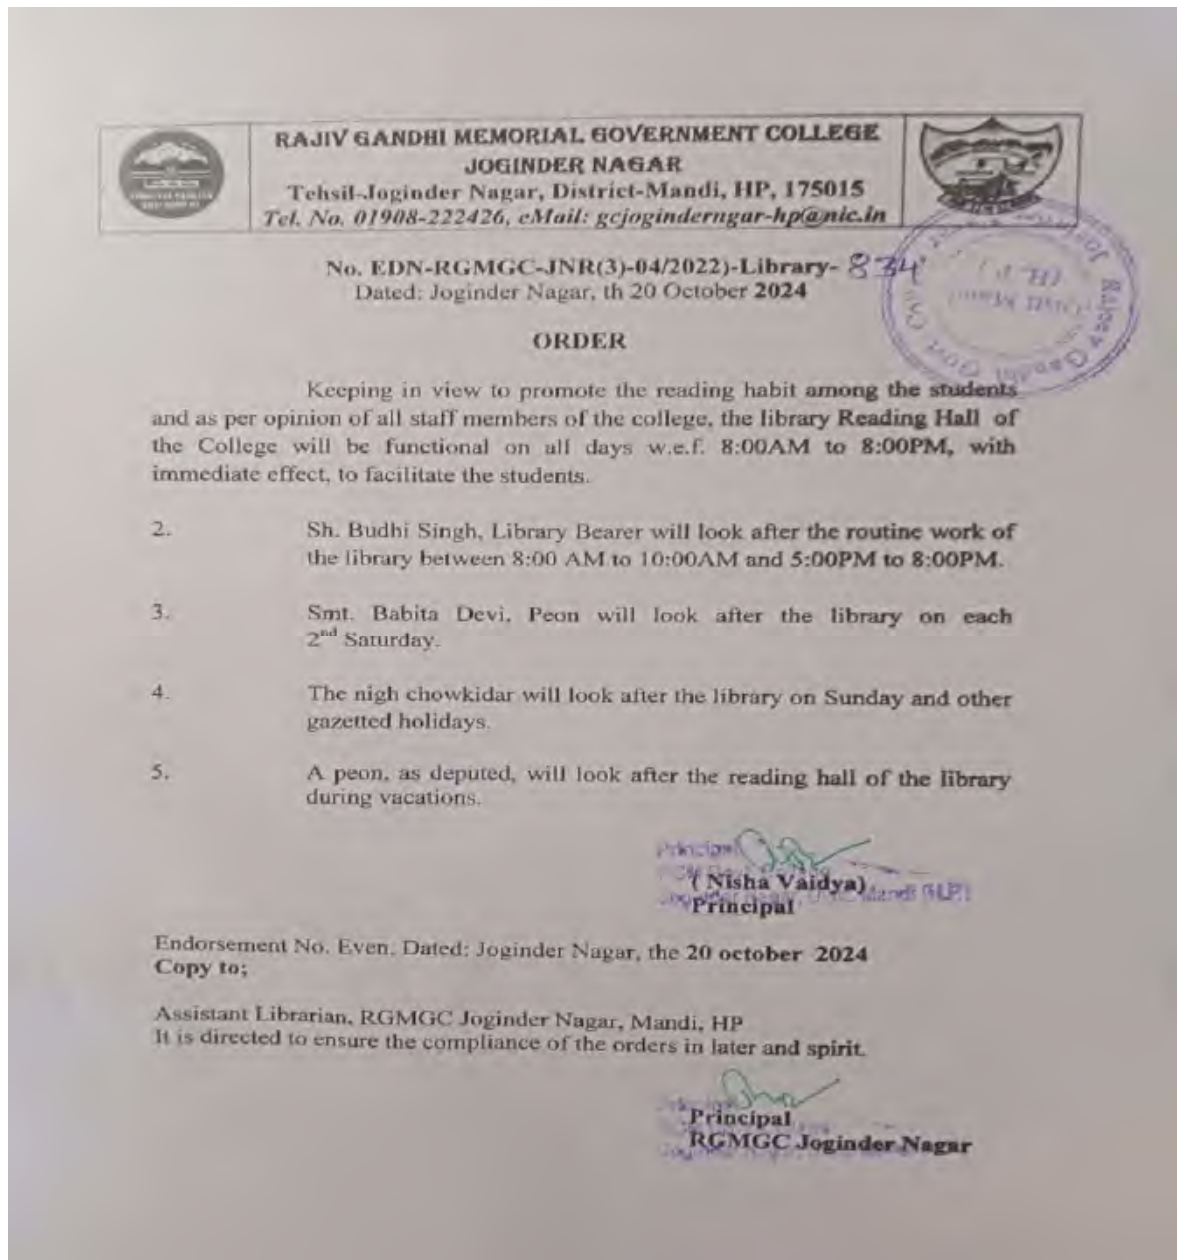 RAJIV GANDHI MEMORIAL GOVERNMENT COLLEGE
JOGINDER NAGAR
Tehsil-Joginder Nagar, District-Mandi, HP, 175015
Tel. No. 01908-222426, eMail: gcjoginderngar-hp@nic.in
No. EDN-RGMGC-JNR(3)-04/2022)-Library- 834
Dated: Joginder Nagar, th 20 October 2024
Rajeev Gandhi Govt
ORDER
Keeping in view to promote the reading habit among the students
and as per opinion of all staff members of the college, the library Reading Hall of
the College will be functional on all days w.e.f. 8:00AM to 8:00PM, with
immediate effect, to facilitate the students.
2. Sh. Budhi Singh, Library Bearer will look after the routine work of
the library between 8:00 AM to 10:00AM and 5:00PM to 8:00PM.
3. Smt. Babita Devi, Peon will look after the library on each
2nd Saturday.
4. The nigh chowkidar will look after the library on Sunday and other
gazetted holidays.
5. A peon, as deputed, will look after the reading hall of the library
during vacations.
Principal
( Nisha Vaidya)
Principal
Mandi (H.P.)
Endorsement No. Even, Dated: Joginder Nagar, the 20 october 2024
Copy to;
Assistant Librarian, RGMGC Joginder Nagar, Mandi, HP
It is directed to ensure the compliance of the orders in later and spirit.
Principal
RGMGC Joginder Nagar